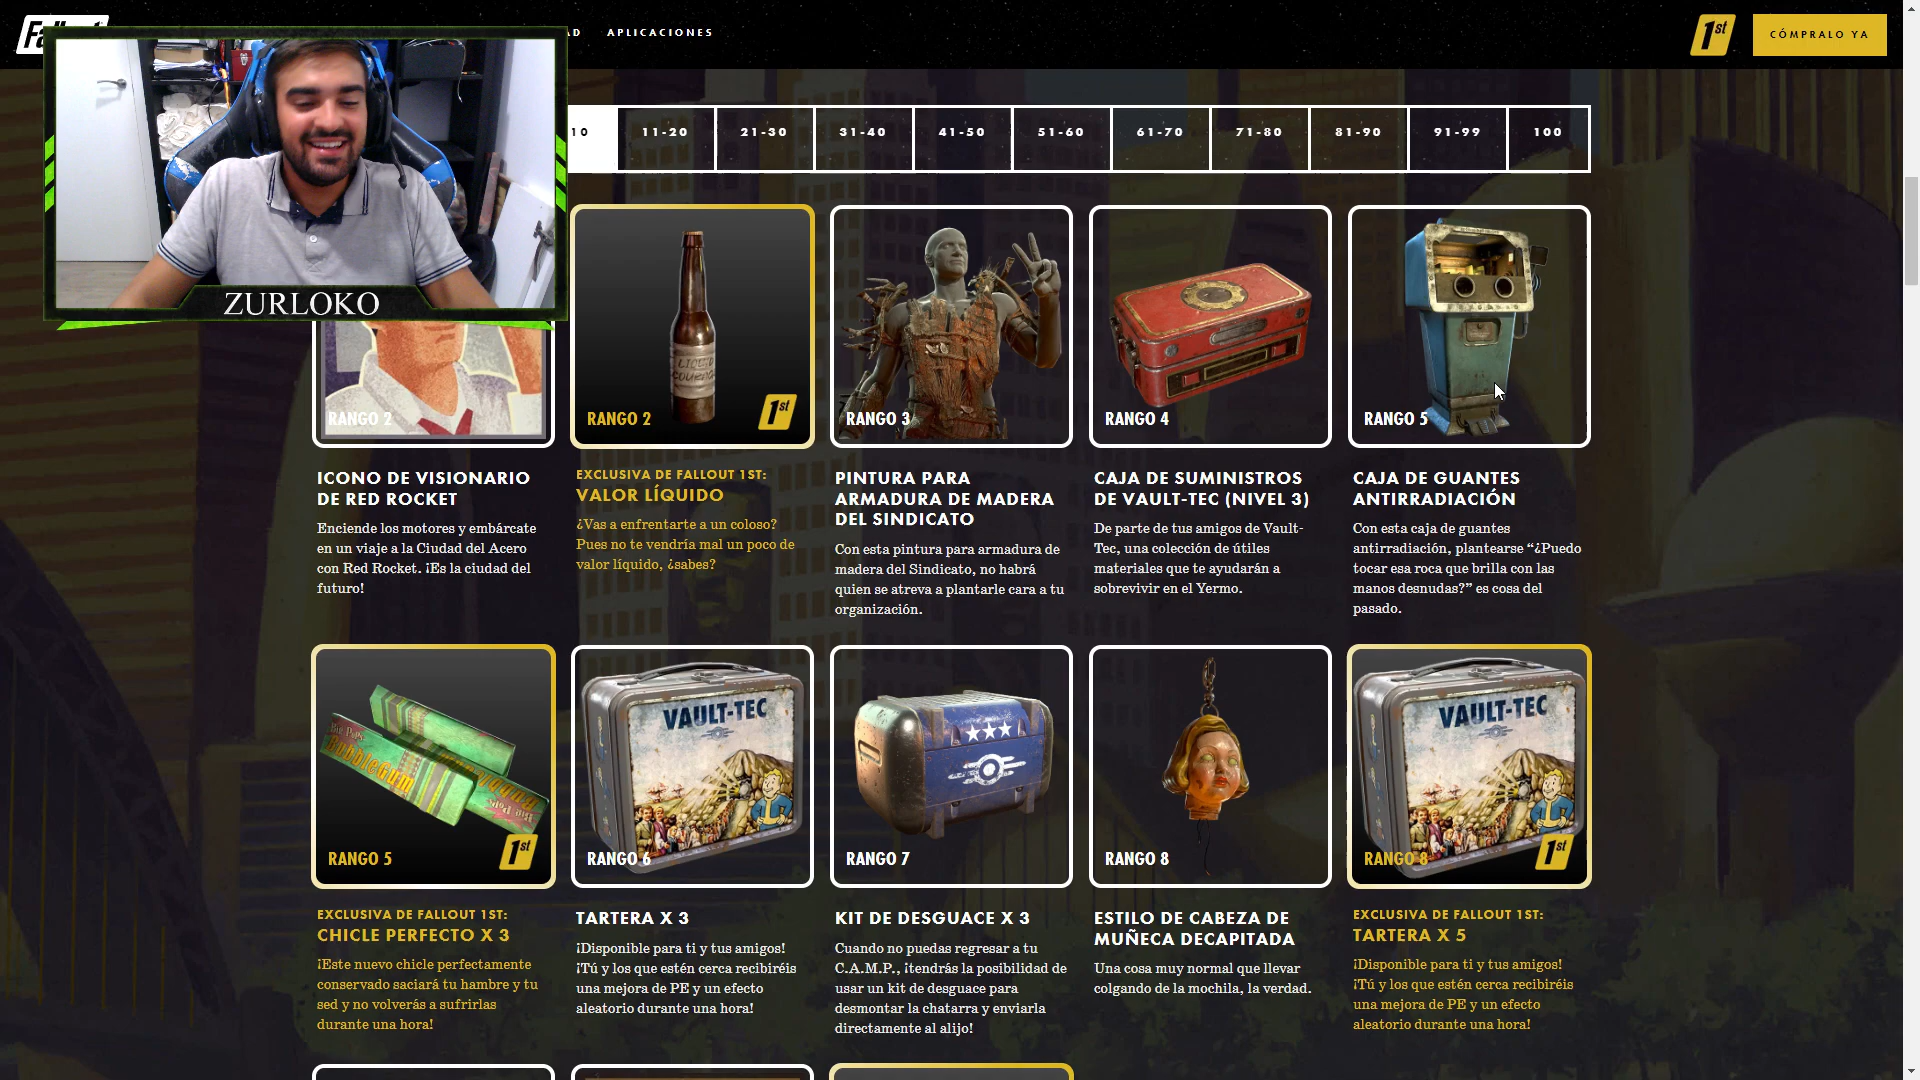 APLICACIONES
1st
CÓMPRALO YA
10
11-20
21-30
31-40
41-50
51-60
61-70
71-80
81-90
91-99
100
ZURLOKO
RANGO 2
ICONO DE VISIONARIO
DE RED ROCKET
Enciende los motores y embárcate
en un viaje a la Ciudad del Acero
con Red Rocket. ¡Es la ciudad del
futuro!
LIQUID
COURAGE
RANGO 2
1st
EXCLUSIVA DE FALLOUT 1ST:
VALOR LÍQUIDO
¿Vas a enfrentarte a un coloso?
Pues no te vendría mal un poco de
valor líquido, ¿sabes?
RANGO 3
PINTURA PARA
ARMADURA DE MADERA
DEL SINDICATO
Con esta pintura para armadura de
madera del Sindicato, no habrá
quien se atreva a plantarle cara a tu
organización.
RANGO 4
CAJA DE SUMINISTROS
DE VAULT-TEC (NIVEL 3)
De parte de tus amigos de Vault-
Tec, una colección de útiles
materiales que te ayudarán a
sobrevivir en el Yermo.
RANGO 5
CAJA DE GUANTES
ANTIRRADIACIÓN
Con esta caja de guantes
antirradiación, plantearse “¿Puedo
tocar esa roca que brilla con las
manos desnudas?” es cosa del
pasado.
BubbleGum
RANGO 5
1st
EXCLUSIVA DE FALLOUT 1ST:
CHICLE PERFECTO X 3
¡Este nuevo chicle perfectamente
conservado saciará tu hambre y tu
sed y no volverás a sufrirlas
durante una hora!
VAULT-TEC
RANGO 6
TARTERA X 3
¡Disponible para ti y tus amigos!
¡Tú y los que estén cerca recibiréis
una mejora de PE y un efecto
aleatorio durante una hora!
RANGO 7
KIT DE DESGUACE X 3
Cuando no puedas regresar a tu
C.A.M.P., ¡tendrás la posibilidad de
usar un kit de desguace para
desmontar la chatarra y enviarla
directamente al alijo!
RANGO 8
ESTILO DE CABEZA DE
MUÑECA DECAPITADA
Una cosa muy normal que llevar
colgando de la mochila, la verdad.
VAULT-TEC
RANGO 8
1st
EXCLUSIVA DE FALLOUT 1ST:
TARTERA X 5
¡Disponible para ti y tus amigos!
¡Tú y los que estén cerca recibiréis
una mejora de PE y un efecto
aleatorio durante una hora!